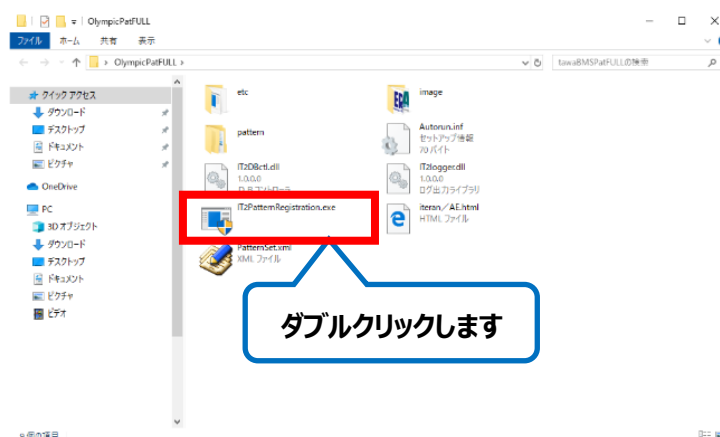 OlympicPatFULL
ファイル ホーム 共有 表示
OlympicPatFULL
tawaBMSPatFULLの検索
クイック アクセス
ダウンロード
デスクトップ
ドキュメント
ピクチャ
OneDrive
PC
3D オブジェクト
ダウンロード
デスクトップ
ドキュメント
ピクチャ
ビデオ
etc
image
pattern
Autorun.inf
セットアップ情報
70 バイト
iT2DBctl.dll
1.0.0.0
iT2logger.dll
1.0.0.0
ログ出力ライブラリ
iT2PatternRegistration.exe
iteran/AE.html
HTML ファイル
PatternSet.xml
XML ファイル
ダブルクリックします
9 個の項目